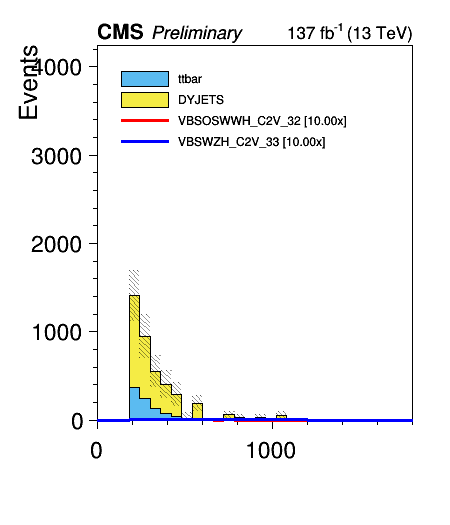 CMS Preliminary 137 fb-1 (13 TeV)
Events
4000
ttbar
DYJETS
VBSOSWWH_C2V_32 [10.00x]
VBSWZH_C2V_33 [10.00x]
3000
2000
1000
0
0 1000